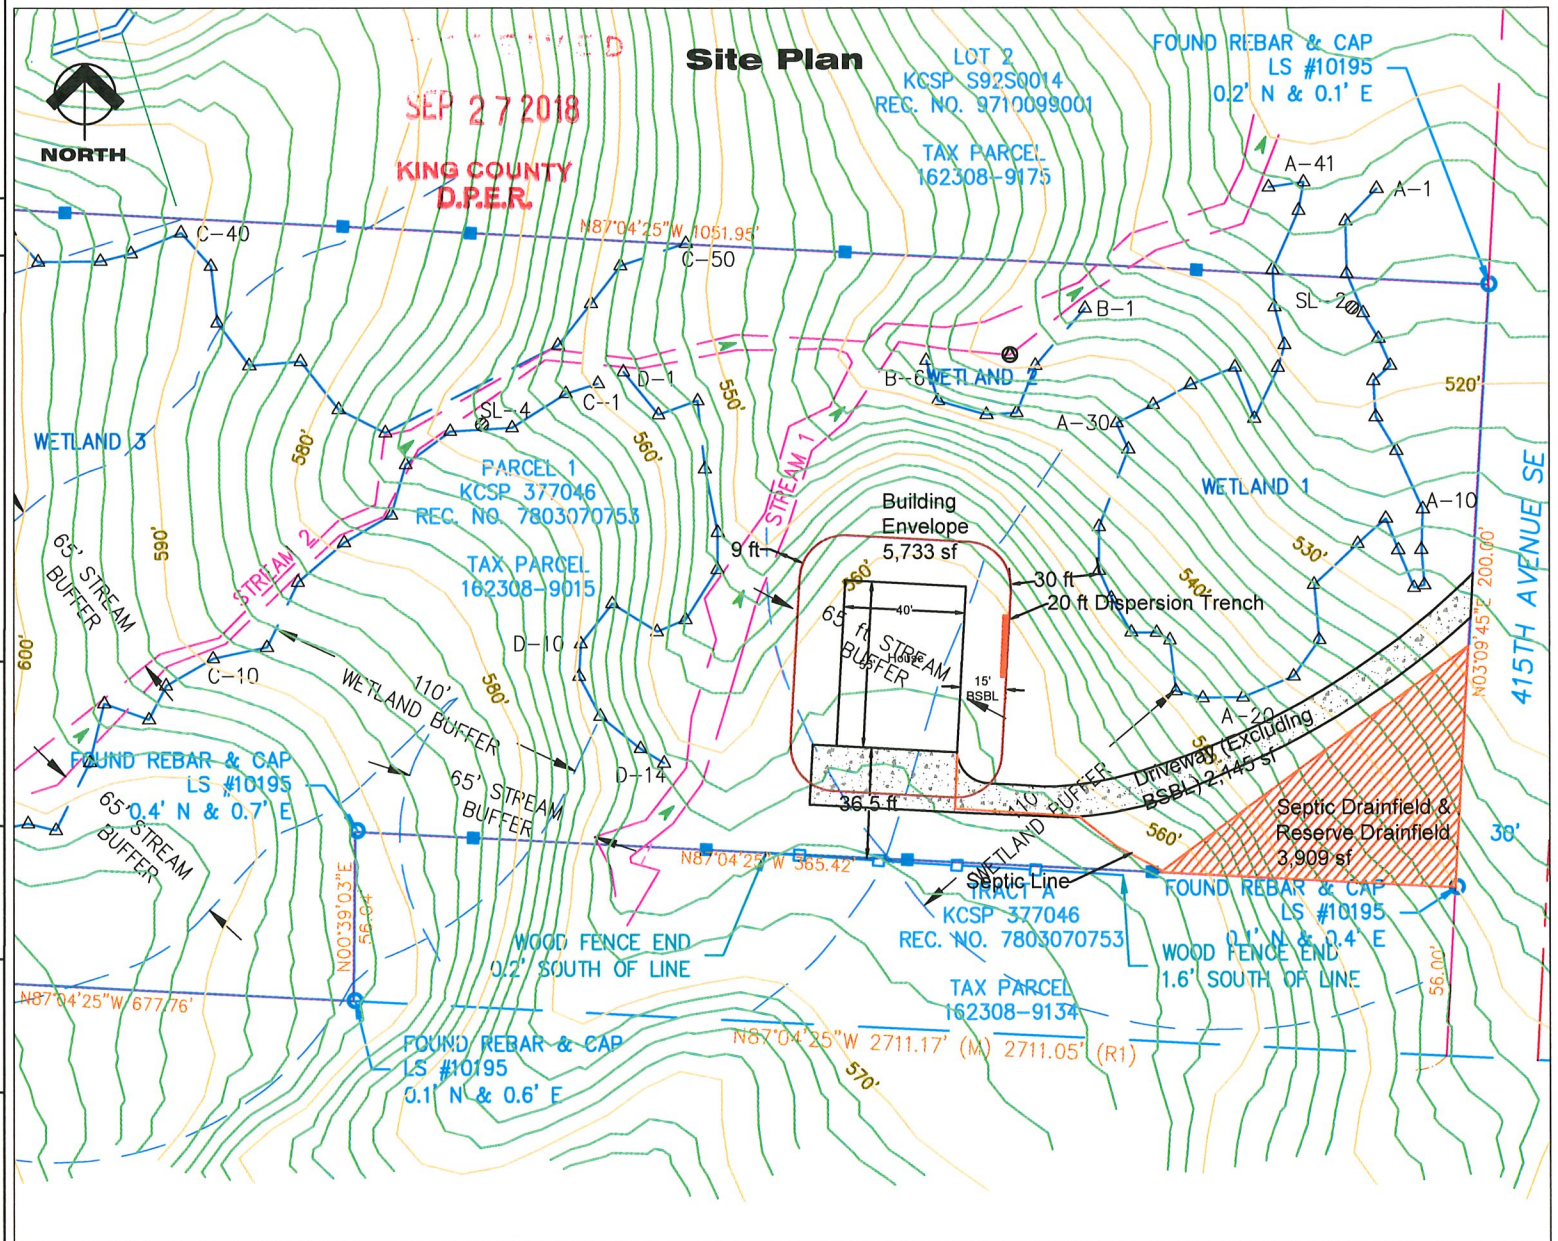 Site Plan
NORTH
SEP 27 2018
KING COUNTY
D.P.E.R.
LOT 2
KCSP S92S0014
REC. NO. 9710099001
TAX PARCEL
162308-9175
FOUND REBAR & CAP
LS #10195
0.2' N & 0.1' E
A-41
A-1
C-40
N87°04'25"W 1051.95'
C-50
SL-2
B-1
B-6
WETLAND 2
520'
D-1
C-1
SL-4
550'
A-30
WETLAND 3
580'
560'
PARCEL 1
KCSP 377046
REC. NO. 7803070753
STREAM 1
WETLAND 1
A-10
415TH AVENUE SE
Building
Envelope
5,733 sf
590'
65' STREAM
BUFFER
STREAM 2
TAX PARCEL
162308-9015
9 ft
560'
30 ft
20 ft Dispersion Trench
540'
530'
N03°09'45"E 200.00'
40'
65'
ft STREAM
BUFFER
House
600'
D-10
C-10
15'
BSBL
110'
WETLAND BUFFER
580'
A-20
Driveway (Excluding
BSBL) 2,145 sf
FOUND REBAR & CAP
LS #10195
0.4' N & 0.7' E
D-14
65' STREAM
BUFFER
65' STREAM
BUFFER
36.5 ft
110'
WETLAND BUFFER
560'
Septic Drainfield &
Reserve Drainfield
3,909 sf
30'
N87°04'25"W 365.42'
Septic Line
TRACT A
KCSP 377046
REC. NO. 7803070753
FOUND REBAR & CAP
LS #10195
0.1' N & 0.4' E
N00°39'03"E
56.04'
WOOD FENCE END
0.2' SOUTH OF LINE
WOOD FENCE END
1.6' SOUTH OF LINE
56.00'
N87°04'25"W 677.76'
TAX PARCEL
162308-9134
N87°04'25"W 2711.17' (M) 2711.05' (R1)
FOUND REBAR & CAP
LS #10195
0.1' N & 0.6' E
570'